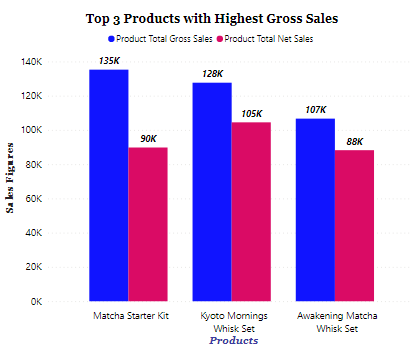 Top 3 Products with Highest Gross Sales
Product Total Gross Sales Product Total Net Sales
Sales Figures
140K
120K
100K
80K
60K
40K
20K
0K
135K
90K
128K
105K
107K
88K
Matcha Starter Kit
Kyoto Mornings
Whisk Set
Awakening Matcha
Whisk Set
Products